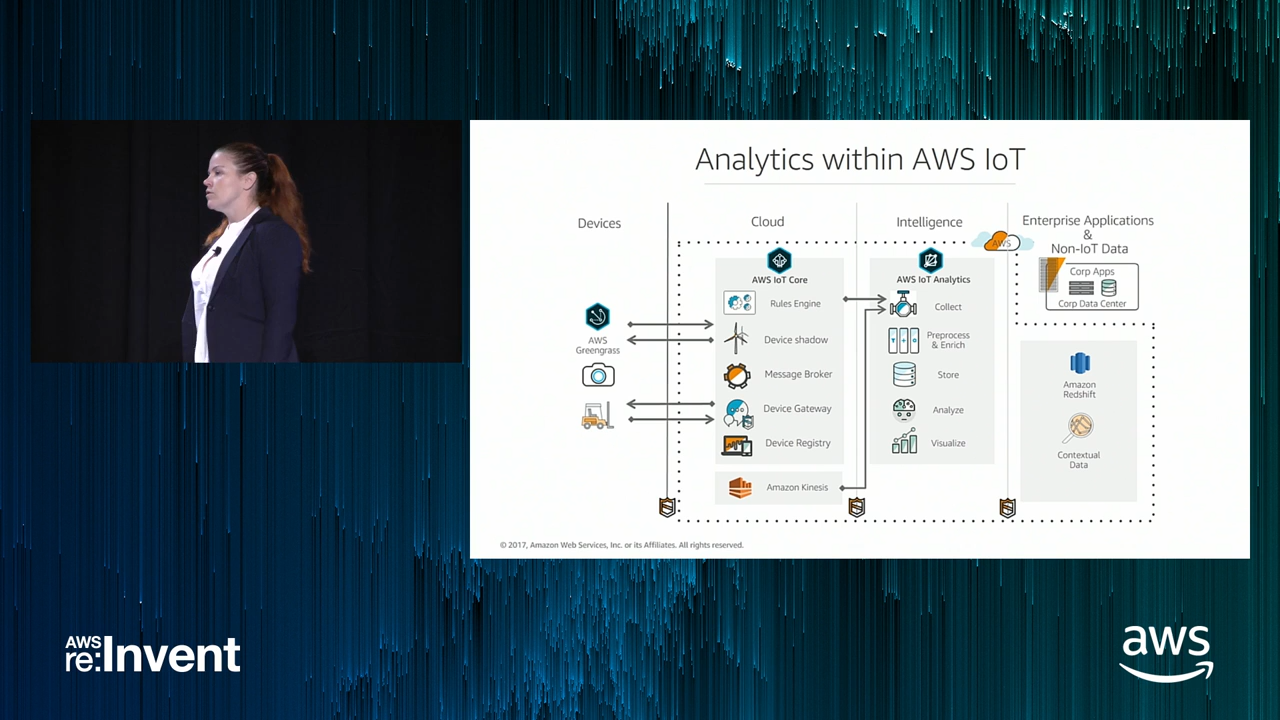 Analytics within AWS IoT
Devices
Cloud
Intelligence
Enterprise Applications
&
Non-IoT Data
AWS
AWS IoT Core
AWS IoT Analytics
Corp Apps
Corp Data Center
Rules Engine
Collect
AWS
Greengrass
Device shadow
Preprocess
& Enrich
Message Broker
Store
Amazon
Redshift
Device Gateway
Analyze
Device Registry
Visualize
Contextual
Data
Amazon Kinesis
© 2017, Amazon Web Services, Inc. or its Affiliates. All rights reserved.
AWS
re:Invent
aws